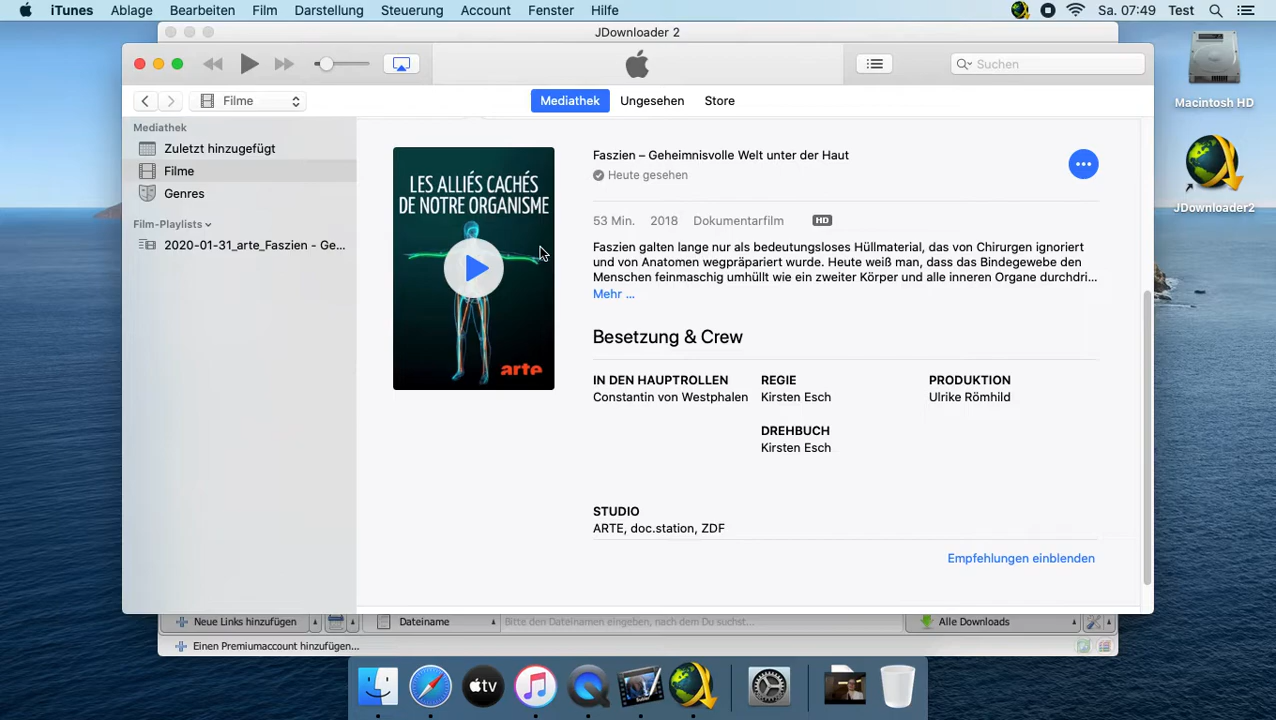 iTunes Ablage Bearbeiten Film Darstellung Steuerung Account Fenster Hilfe Sa. 07:49 Test
JDownloader 2
Suchen
Filme Mediathek Ungesehen Store
Mediathek
Zuletzt hinzugefügt
Filme
Genres
Film-Playlists
2020-01-31_arte_Faszien - Ge...
LES ALLIÉS CACHÉS
DE NOTRE ORGANISME
arte
Faszien – Geheimnisvolle Welt unter der Haut
Heute gesehen
53 Min. 2018 Dokumentarfilm HD
Faszien galten lange nur als bedeutungsloses Hüllmaterial, das von Chirurgen ignoriert
und von Anatomen wegpräpariert wurde. Heute weiß man, dass das Bindegewebe den
Menschen feinmaschig umhüllt wie ein zweiter Körper und alle inneren Organe durchdri...
Mehr ...
Besetzung & Crew
IN DEN HAUPTROLLEN REGIE PRODUKTION
Constantin von Westphalen Kirsten Esch Ulrike Römhild
DREHBUCH
Kirsten Esch
STUDIO
ARTE, doc.station, ZDF
Empfehlungen einblenden
Neue Links hinzufügen Dateiname Bitte den Dateinamen eingeben, nach dem Du suchst... Alle Downloads
Einen Premiumaccount hinzufügen...
Macintosh HD
JDownloader2
tv